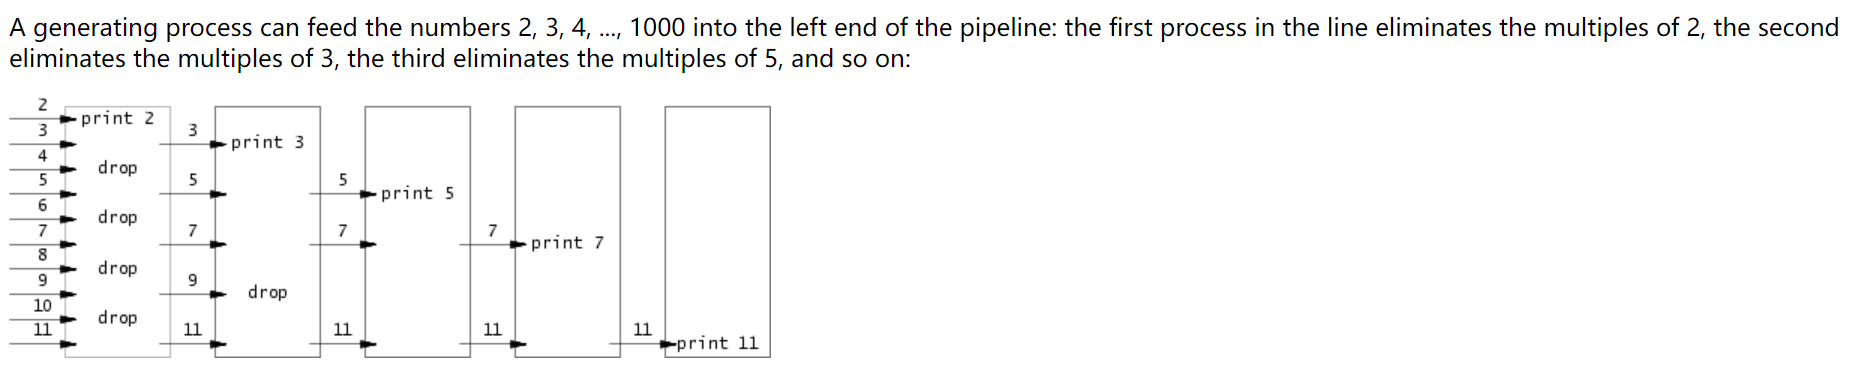 A generating process can feed the numbers 2, 3, 4, ..., 1000 into the left end of the pipeline: the first process in the line eliminates the multiples of 2, the second
eliminates the multiples of 3, the third eliminates the multiples of 5, and so on:
2
print 2
3
3
print 3
4
drop
5
5
5
print 5
6
drop
7
7
7
7
print 7
8
drop
9
9
drop
10
drop
11
11
11
11
11
print 11